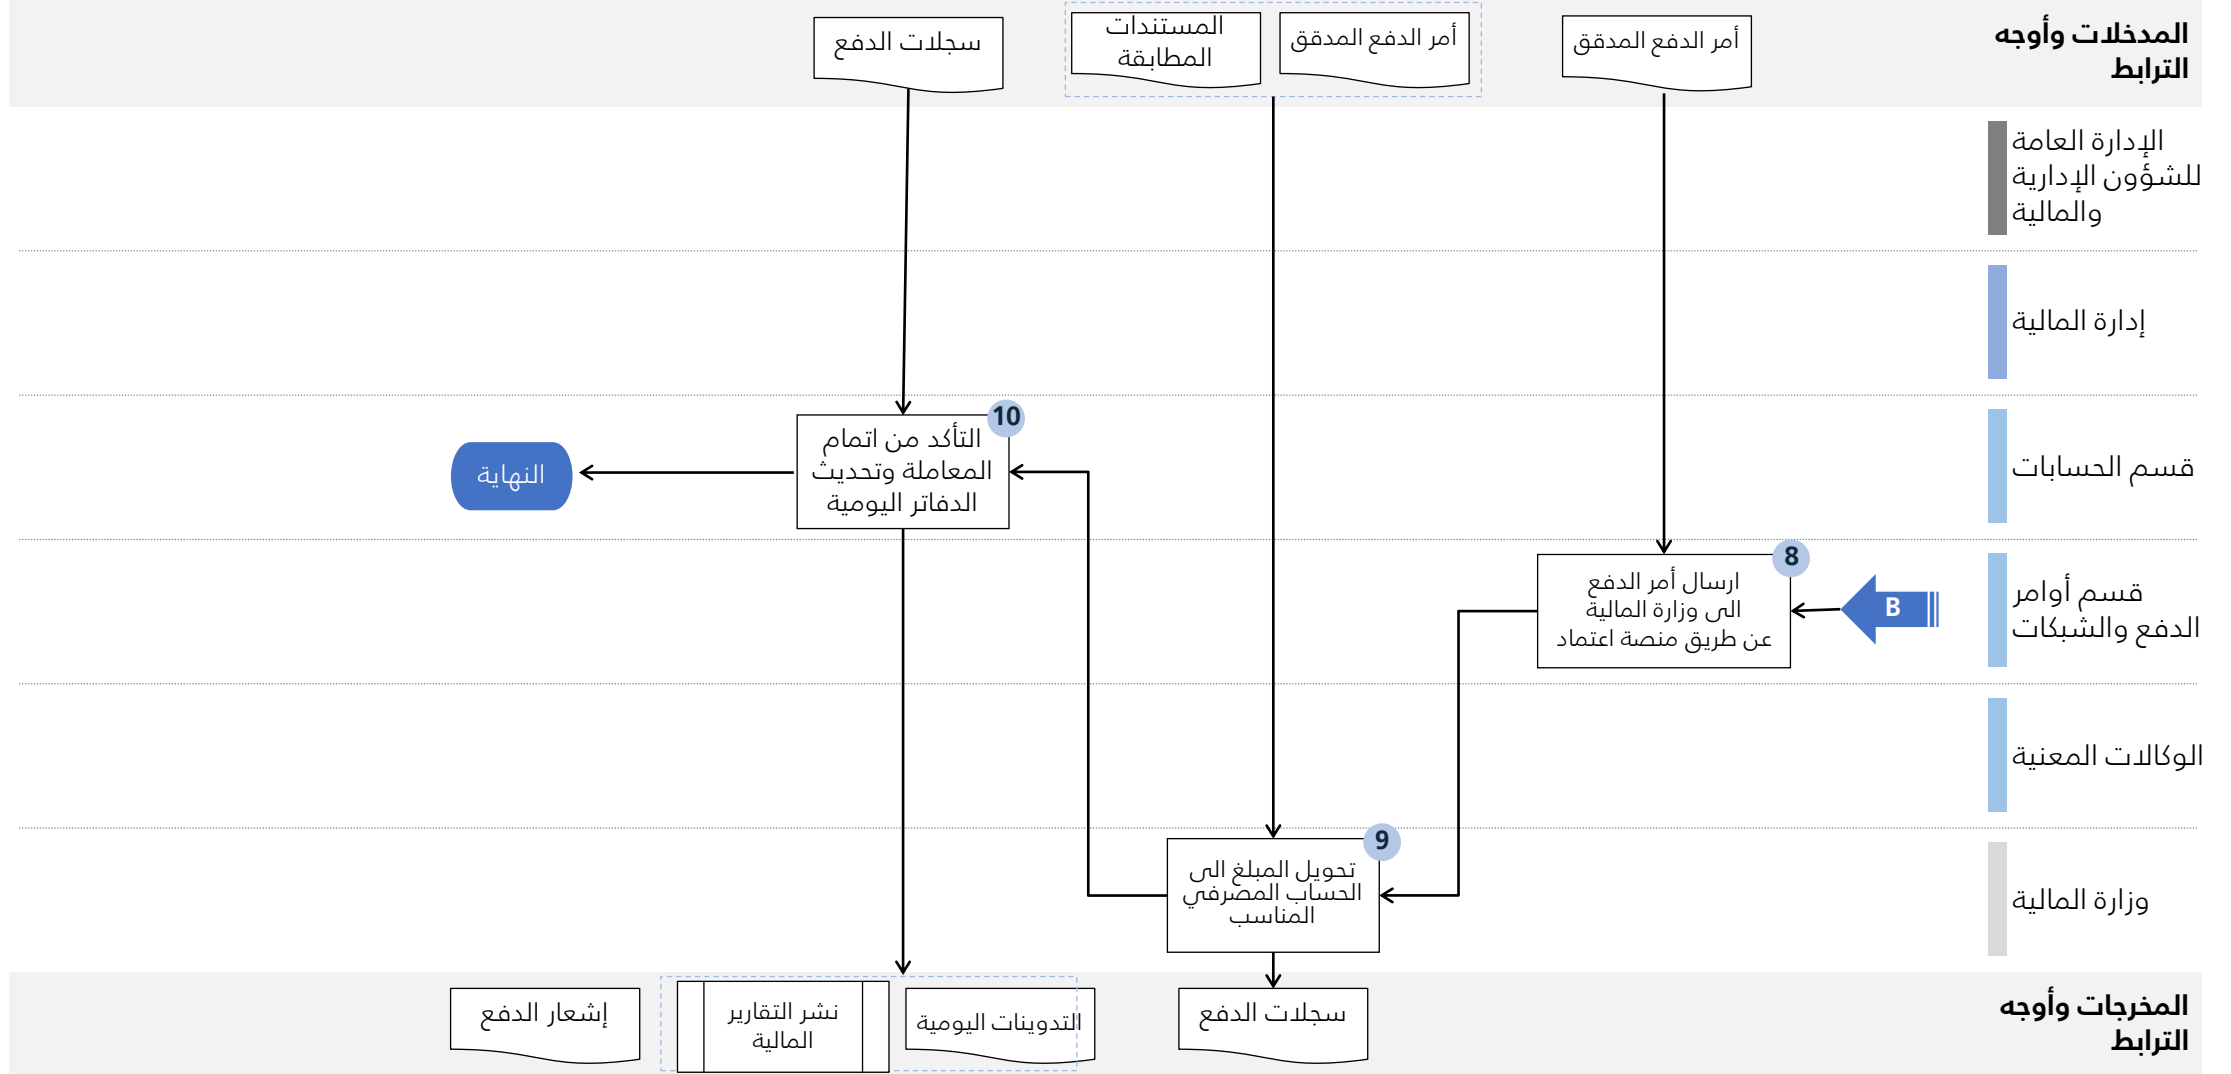 المدخلات وأوجه
الترابط
أمر الدفع المدقق
أمر الدفع المدقق
المستندات
المطابقة
سجلات الدفع
الإدارة العامة
للشؤون الإدارية
والمالية
إدارة المالية
قسم الحسابات
10
التأكد من اتمام
المعاملة وتحديث
الدفاتر اليومية
النهاية
قسم أوامر
الدفع والشبكات
B
8
ارسال أمر الدفع
الى وزارة المالية
عن طريق منصة اعتماد
الوكالات المعنية
وزارة المالية
9
تحويل المبلغ الى
الحساب المصرفي
المناسب
المخرجات وأوجه
الترابط
سجلات الدفع
التدوينات اليومية
نشر التقارير
المالية
إشعار الدفع